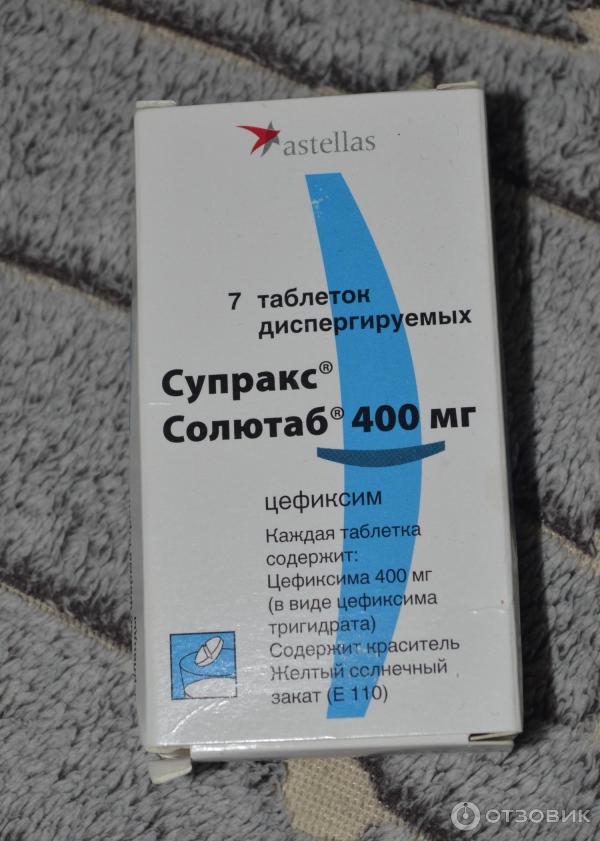 astellas
7 таблеток
диспергируемых
Супракс®
Солютаб® 400 мг
цефиксим
Каждая таблетка
содержит:
Цефиксима 400 мг
(в виде цефиксима
тригидрата)
Содержит краситель
Желтый солнечный
закат (Е 110)
ОТЗОВИК